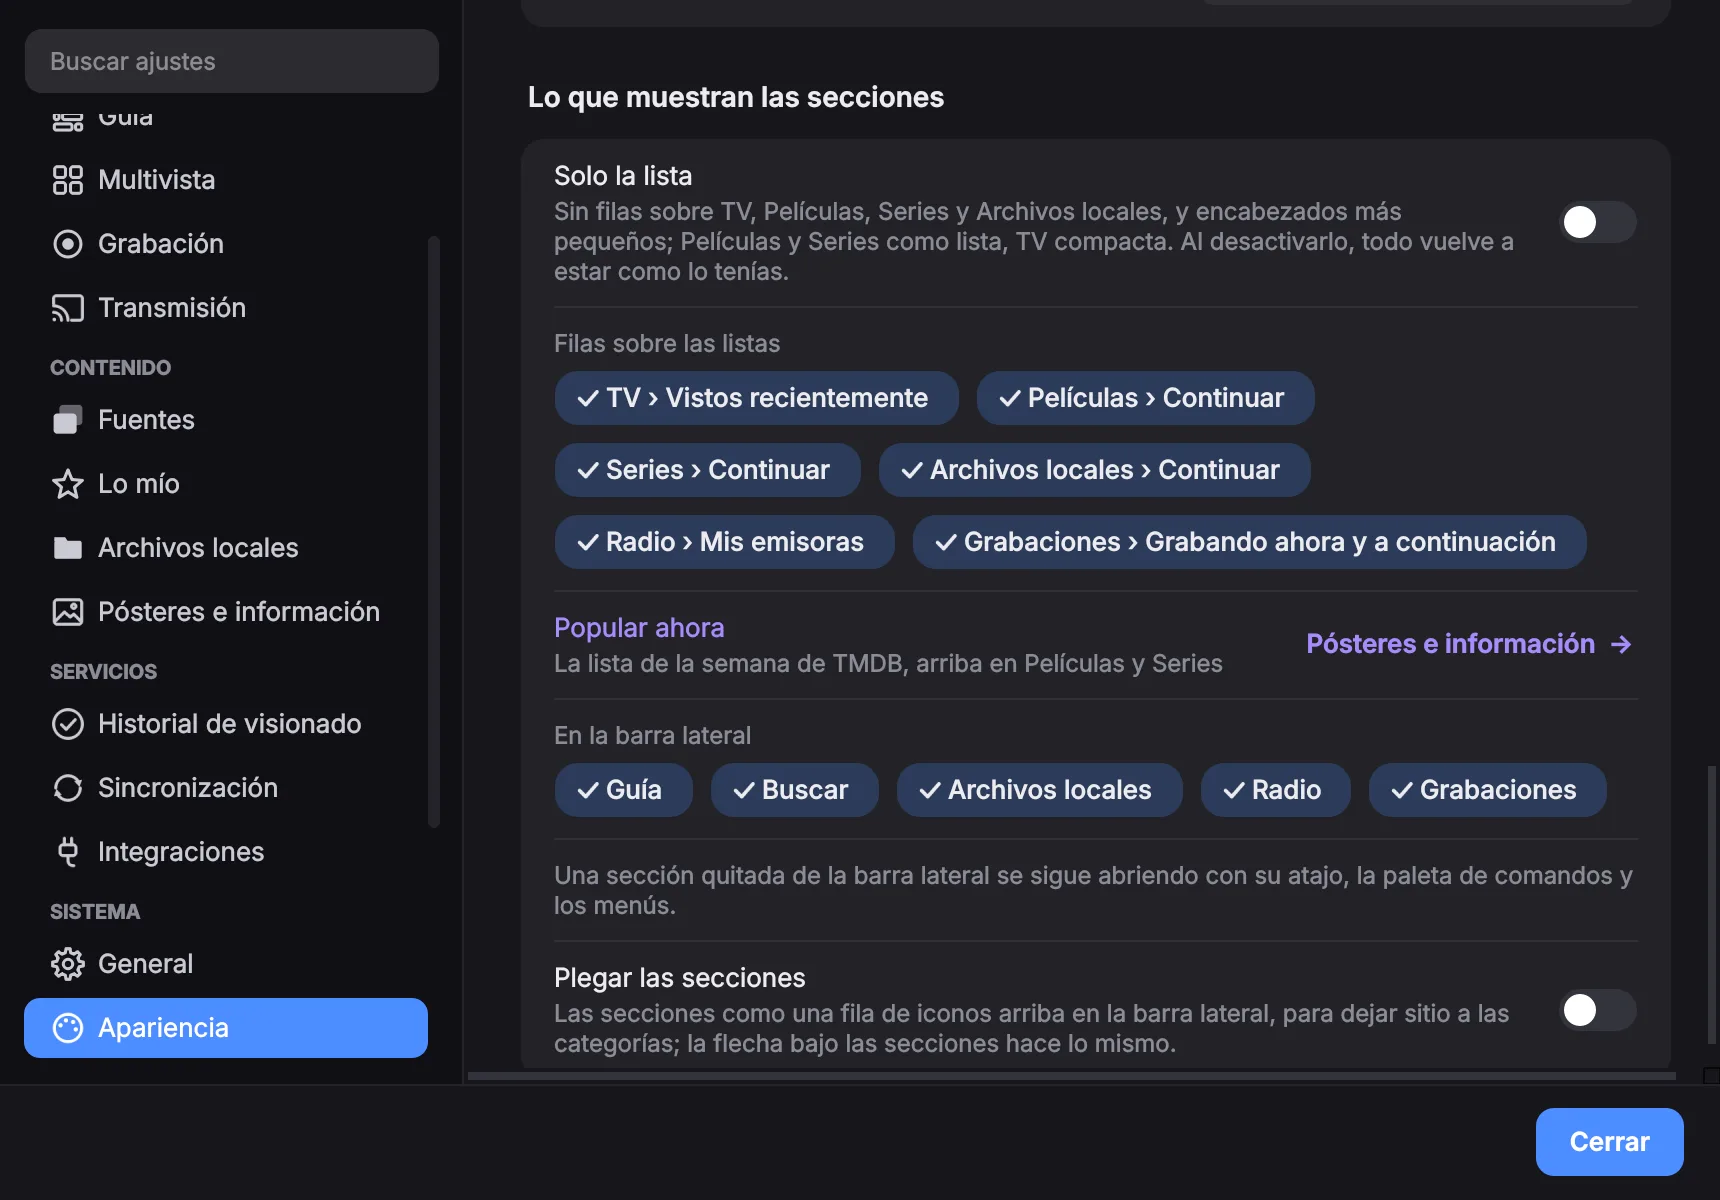 Buscar ajustes
Guía
Multivista
Grabación
Transmisión
CONTENIDO
Fuentes
Lo mío
Archivos locales
Pósteres e información
SERVICIOS
Historial de visionado
Sincronización
Integraciones
SISTEMA
General
Apariencia
Lo que muestran las secciones
Solo la lista
Sin filas sobre TV, Películas, Series y Archivos locales, y encabezados más
pequeños; Películas y Series como lista, TV compacta. Al desactivarlo, todo vuelve a
estar como lo tenías.
Filas sobre las listas
TV › Vistos recientemente
Películas › Continuar
Series › Continuar
Archivos locales › Continuar
Radio › Mis emisoras
Grabaciones › Grabando ahora y a continuación
Popular ahora
La lista de la semana de TMDB, arriba en Películas y Series
Pósteres e información →
En la barra lateral
Guía
Buscar
Archivos locales
Radio
Grabaciones
Una sección quitada de la barra lateral se sigue abriendo con su atajo, la paleta de comandos y
los menús.
Plegar las secciones
Las secciones como una fila de iconos arriba en la barra lateral, para dejar sitio a las
categorías; la flecha bajo las secciones hace lo mismo.
Cerrar